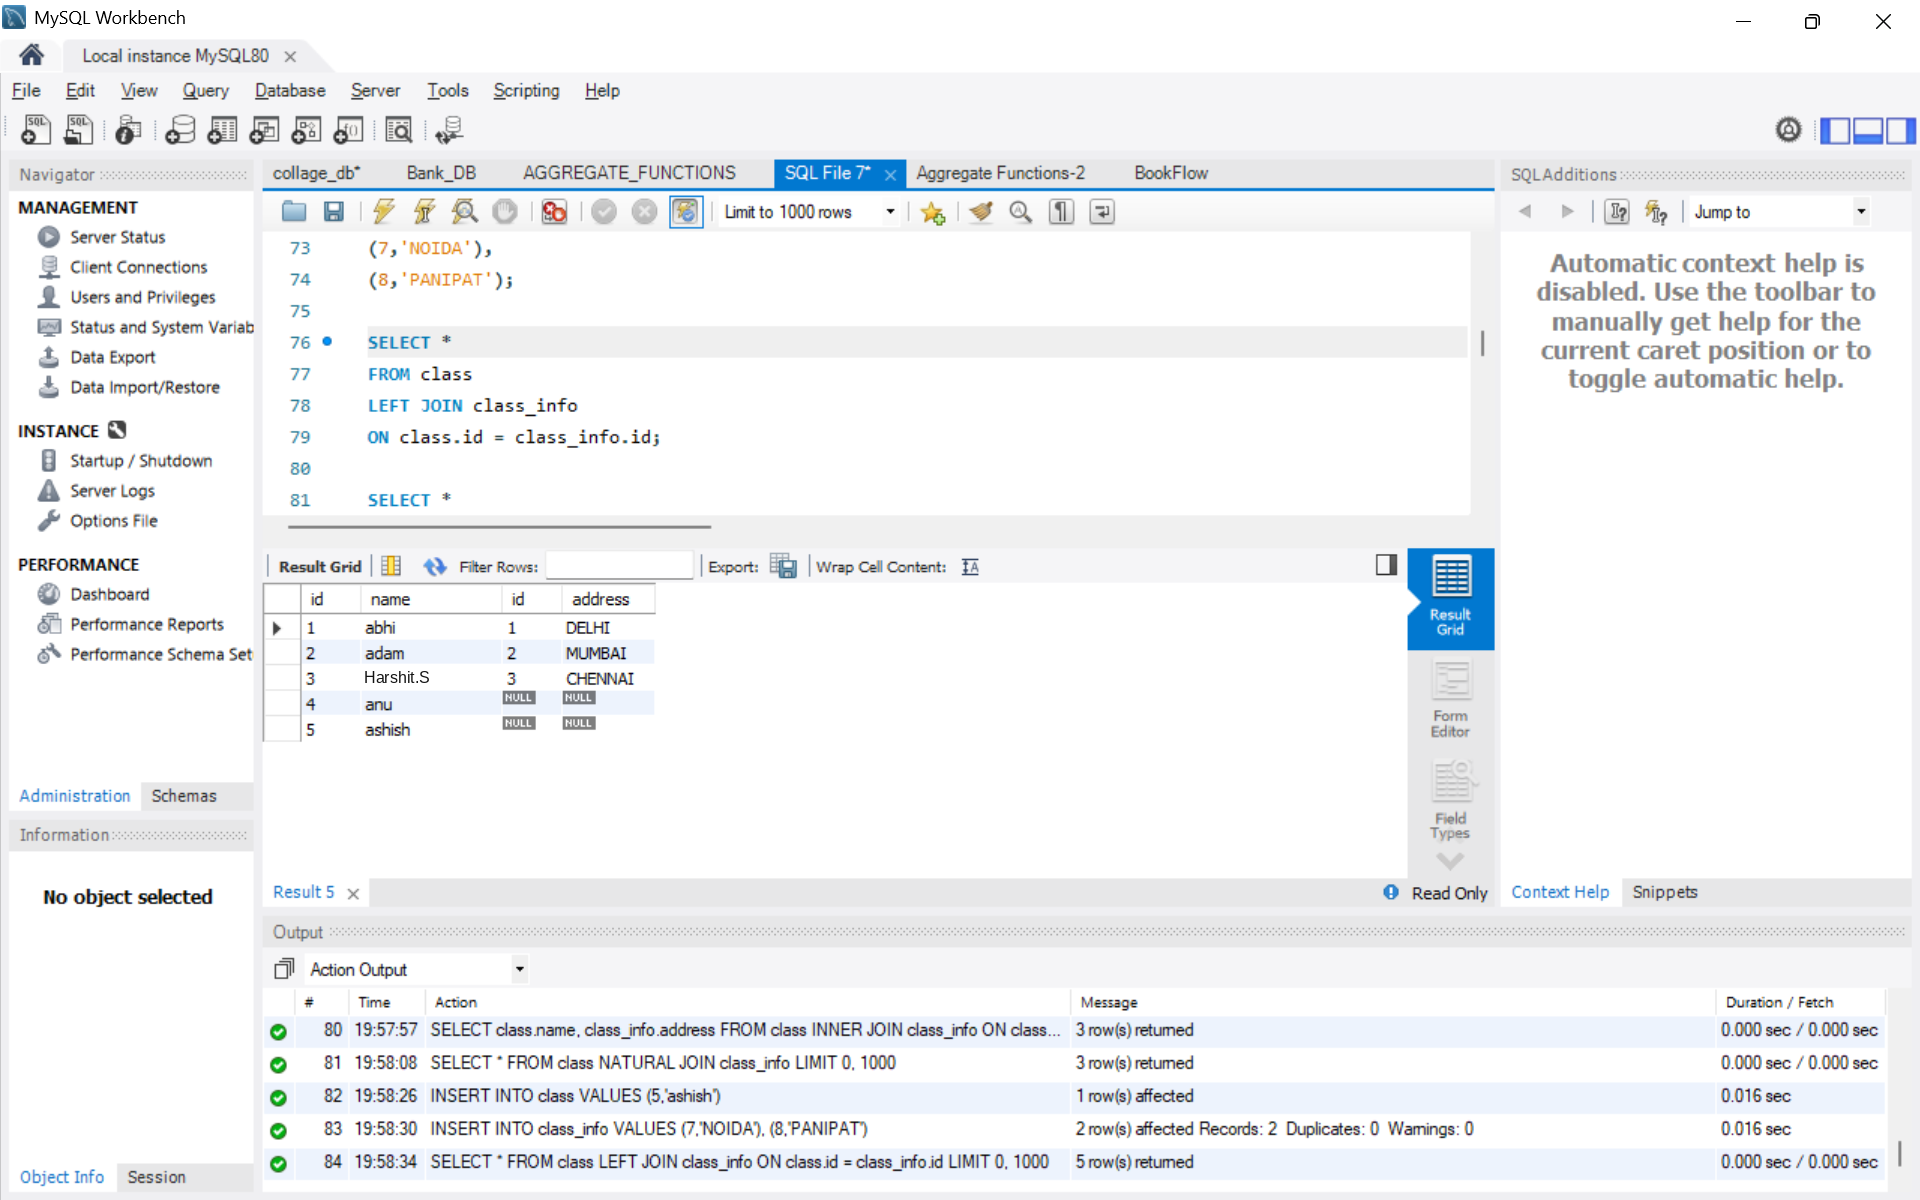 MySQL Workbench
Local instance MySQL80
File Edit View Query Database Server Tools Scripting Help
Navigator
MANAGEMENT
Server Status
Client Connections
Users and Privileges
Status and System Variab
Data Export
Data Import/Restore
INSTANCE
Startup / Shutdown
Server Logs
Options File
PERFORMANCE
Dashboard
Performance Reports
Performance Schema Set
Administration Schemas
Information
No object selected
Object Info Session
collage_db* Bank_DB AGGREGATE_FUNCTIONS SQL File 7* Aggregate Functions-2 BookFlow
Limit to 1000 rows
73 (7,'NOIDA'),
74 (8,'PANIPAT');
75
76 SELECT *
77 FROM class
78 LEFT JOIN class_info
79 ON class.id = class_info.id;
80
81 SELECT *
Result Grid Filter Rows: Export: Wrap Cell Content:
id name id address
1 abhi 1 DELHI
2 adam 2 MUMBAI
3 Harshit.S 3 CHENNAI
4 anu NULL NULL
5 ashish NULL NULL
Result Grid
Form Editor
Field Types
Result 5
Read Only
SQLAdditions
Jump to
Automatic context help is
disabled. Use the toolbar to
manually get help for the
current caret position or to
toggle automatic help.
Context Help Snippets
Output
Action Output
# Time Action Message Duration / Fetch
80 19:57:57 SELECT class.name, class_info.address FROM class INNER JOIN class_info ON class... 3 row(s) returned 0.000 sec / 0.000 sec
81 19:58:08 SELECT * FROM class NATURAL JOIN class_info LIMIT 0, 1000 3 row(s) returned 0.000 sec / 0.000 sec
82 19:58:26 INSERT INTO class VALUES (5,'ashish') 1 row(s) affected 0.016 sec
83 19:58:30 INSERT INTO class_info VALUES (7,'NOIDA'), (8,'PANIPAT') 2 row(s) affected Records: 2 Duplicates: 0 Warnings: 0 0.016 sec
84 19:58:34 SELECT * FROM class LEFT JOIN class_info ON class.id = class_info.id LIMIT 0, 1000 5 row(s) returned 0.000 sec / 0.000 sec